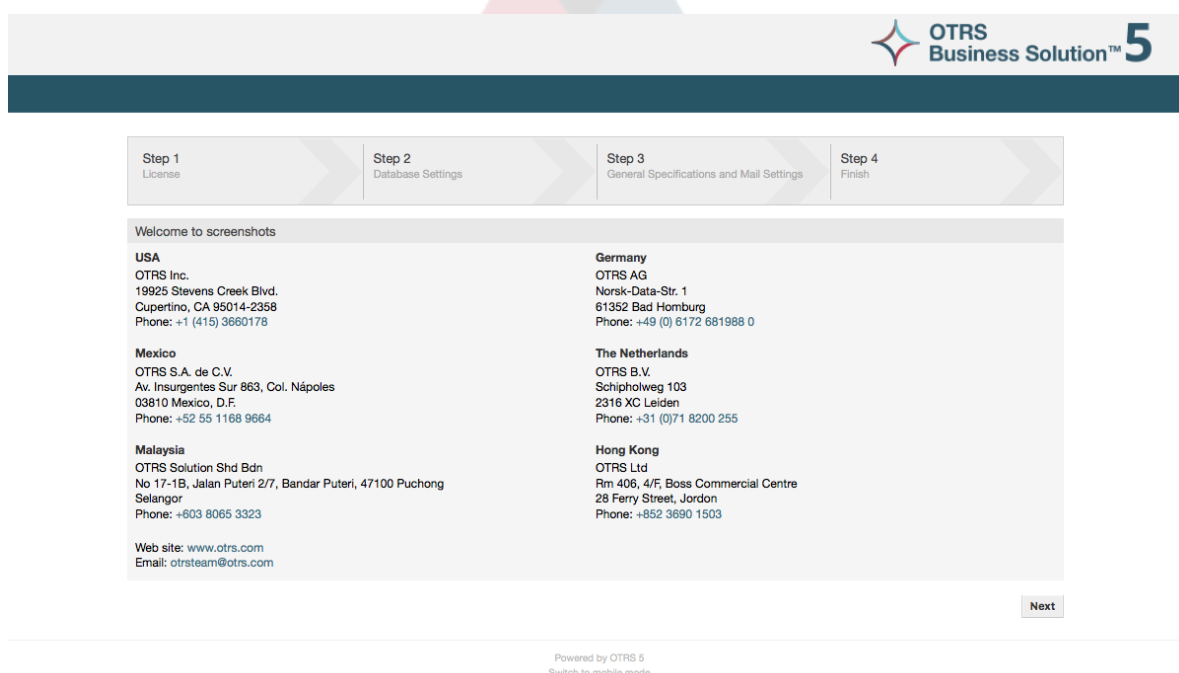 OTRS
Business Solution™ 5
Step 1
License
Step 2
Database Settings
Step 3
General Specifications and Mail Settings
Step 4
Finish
Welcome to screenshots
USA
OTRS Inc.
19925 Stevens Creek Blvd.
Cupertino, CA 95014-2358
Phone: +1 (415) 3660178
Germany
OTRS AG
Norsk-Data-Str. 1
61352 Bad Homburg
Phone: +49 (0) 6172 681988 0
Mexico
OTRS S.A. de C.V.
Av. Insurgentes Sur 863, Col. Nápoles
03810 Mexico, D.F.
Phone: +52 55 1168 9664
The Netherlands
OTRS B.V.
Schipholweg 103
2316 XC Leiden
Phone: +31 (0)71 8200 255
Malaysia
OTRS Solution Shd Bdn
No 17-1B, Jalan Puteri 2/7, Bandar Puteri, 47100 Puchong
Selangor
Phone: +603 8065 3323
Hong Kong
OTRS Ltd
Rm 406, 4/F, Boss Commercial Centre
28 Ferry Street, Jordon
Phone: +852 3690 1503
Web site: www.otrs.com
Email: otrsteam@otrs.com
Next
Powered by OTRS 5
Switch to mobile mode